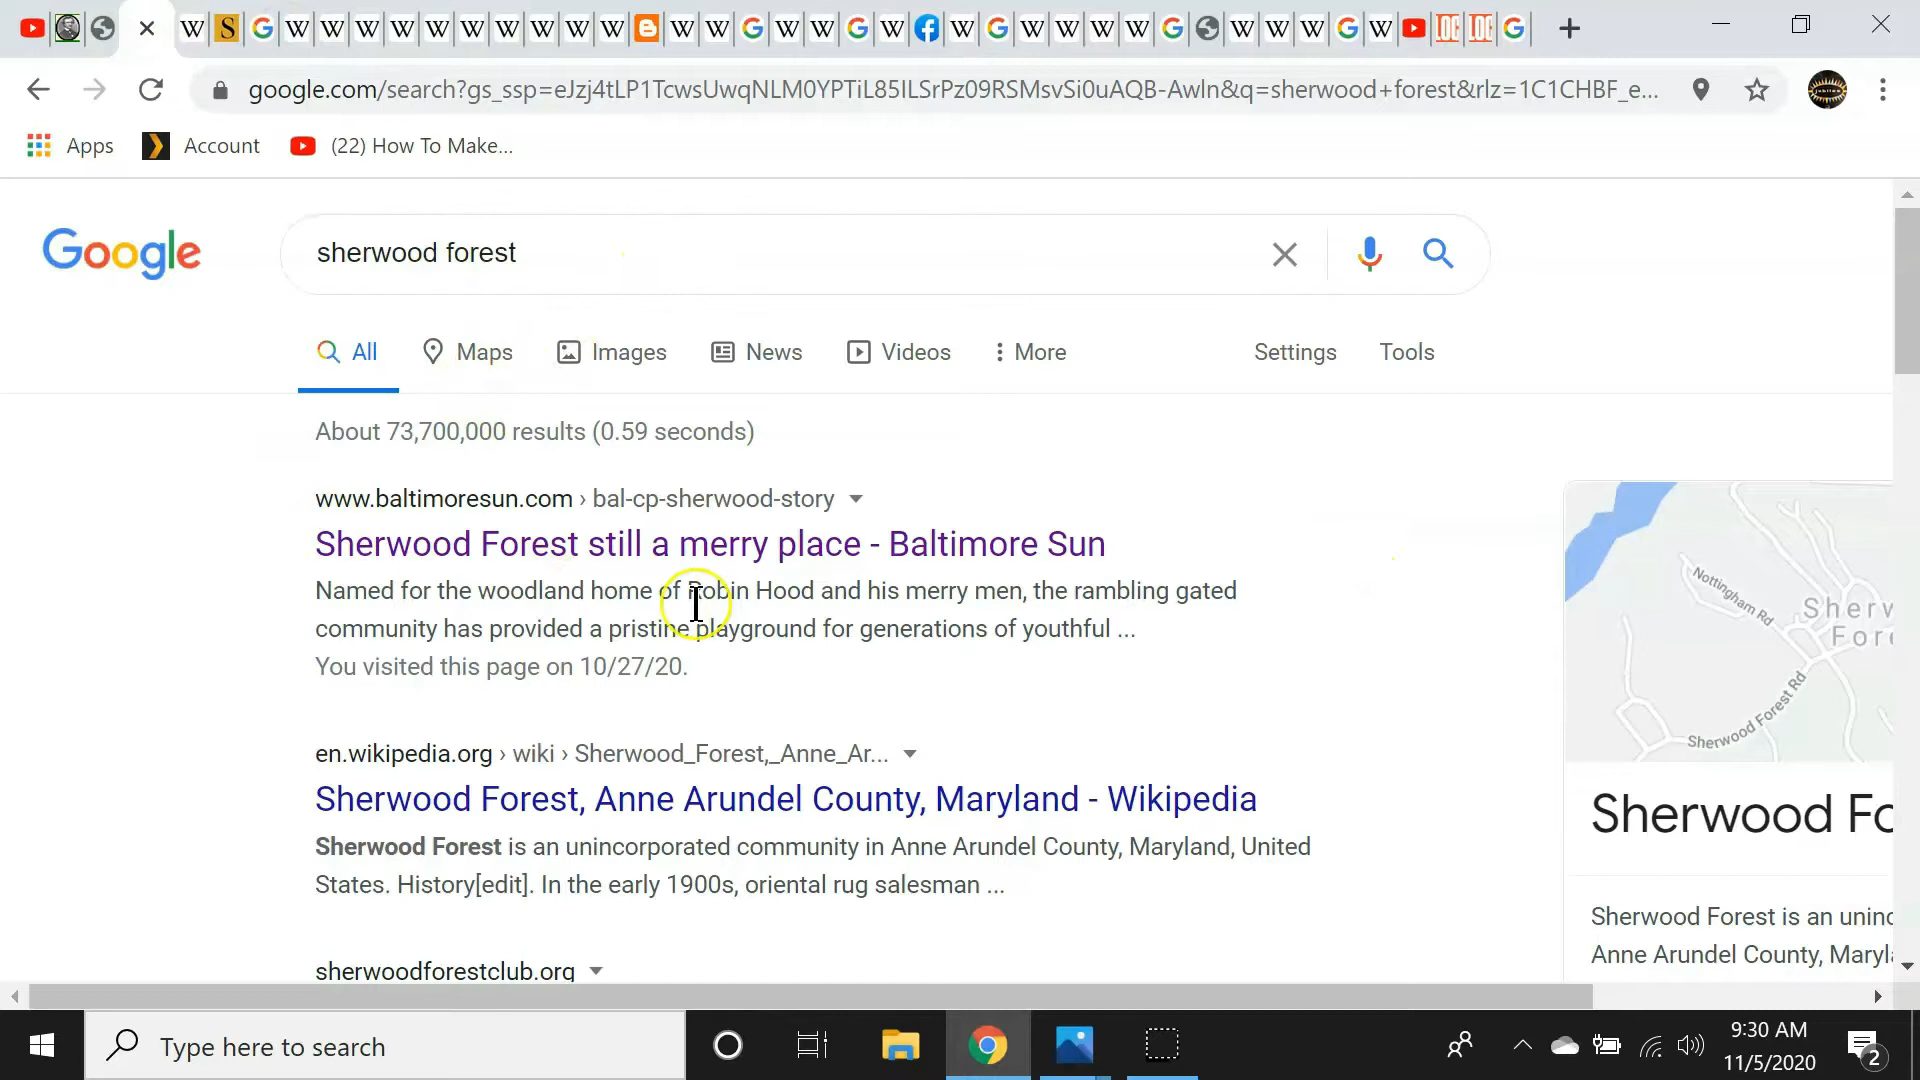 google.com/search?gs_ssp=eJzj4tLP1TcwsUwqNLM0YPTiL85ILSrPz09RSMsvSi0uAQB-Awln&q=sherwood+forest&rlz=1C1CHBF_e...
Apps Account (22) How To Make...
Google
sherwood forest
All Maps Images News Videos More Settings Tools
About 73,700,000 results (0.59 seconds)
www.baltimoresun.com › bal-cp-sherwood-story
Sherwood Forest still a merry place - Baltimore Sun
Named for the woodland home of Robin Hood and his merry men, the rambling gated
community has provided a pristine playground for generations of youthful ...
You visited this page on 10/27/20.
en.wikipedia.org › wiki › Sherwood_Forest,_Anne_Ar...
Sherwood Forest, Anne Arundel County, Maryland - Wikipedia
Sherwood Forest is an unincorporated community in Anne Arundel County, Maryland, United
States. History[edit]. In the early 1900s, oriental rug salesman ...
sherwoodforestclub.org
Nottingham Rd
Sherw
Fore
Sherwood Forest Rd
Sherwood Fo
Sherwood Forest is an uninc
Anne Arundel County, Maryl
Type here to search
9:30 AM
11/5/2020
2